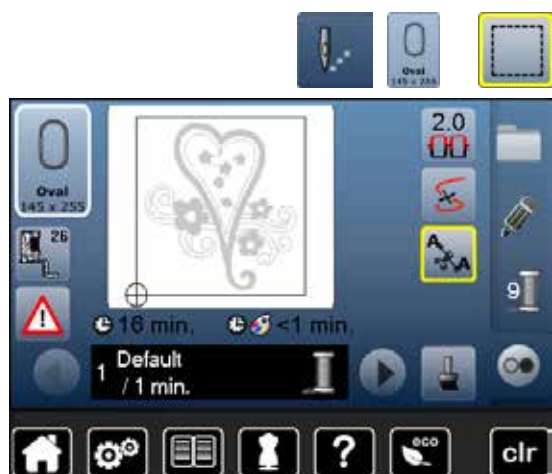 Oval
145 x 255
2.0
Oval
145 x 255
26
A
A
9
16 min.
<1 min.
1 Default
/ 1 min.
?
eco
clr